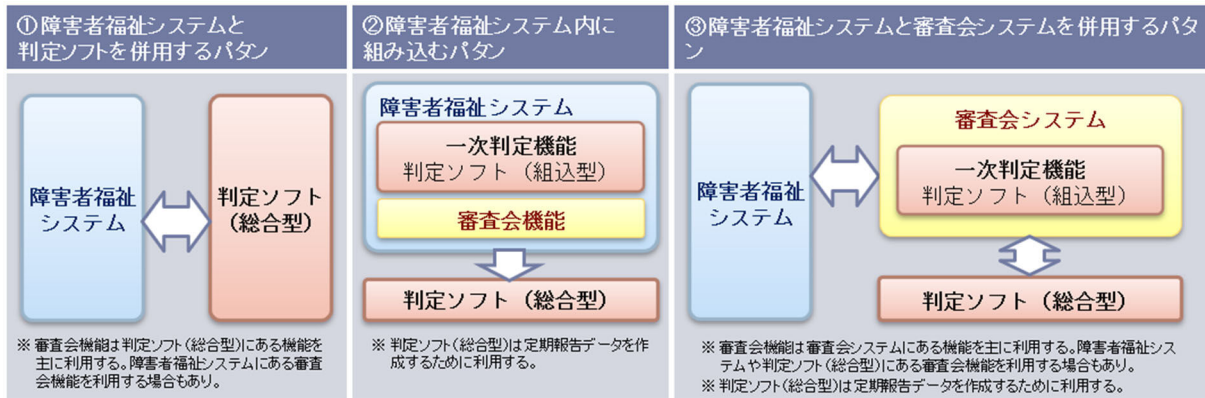 ①障害者福祉システムと
判定ソフトを併用するパタン
障害者福祉
システム
判定ソフト
(総合型)
※ 審査会機能は判定ソフト(総合型)にある機能を
主に利用する。障害者福祉システムにある審査
会機能を利用する場合もあり。
②障害者福祉システム内に
組み込むパタン
障害者福祉システム
一次判定機能
判定ソフト（組込型）
審査会機能
判定ソフト（総合型）
※ 判定ソフト(総合型)は定期報告データを作
成するために利用する。
③障害者福祉システムと審査会システムを併用するパタ
ン
障害者福祉
システム
審査会システム
一次判定機能
判定ソフト（組込型）
判定ソフト（総合型）
※ 審査会機能は審査会システムにある機能を主に利用する。障害者福祉シス
テムや判定ソフト(総合型)にある審査会機能を利用する場合もあり。
※ 判定ソフト(総合型)は定期報告データを作成するために利用する。